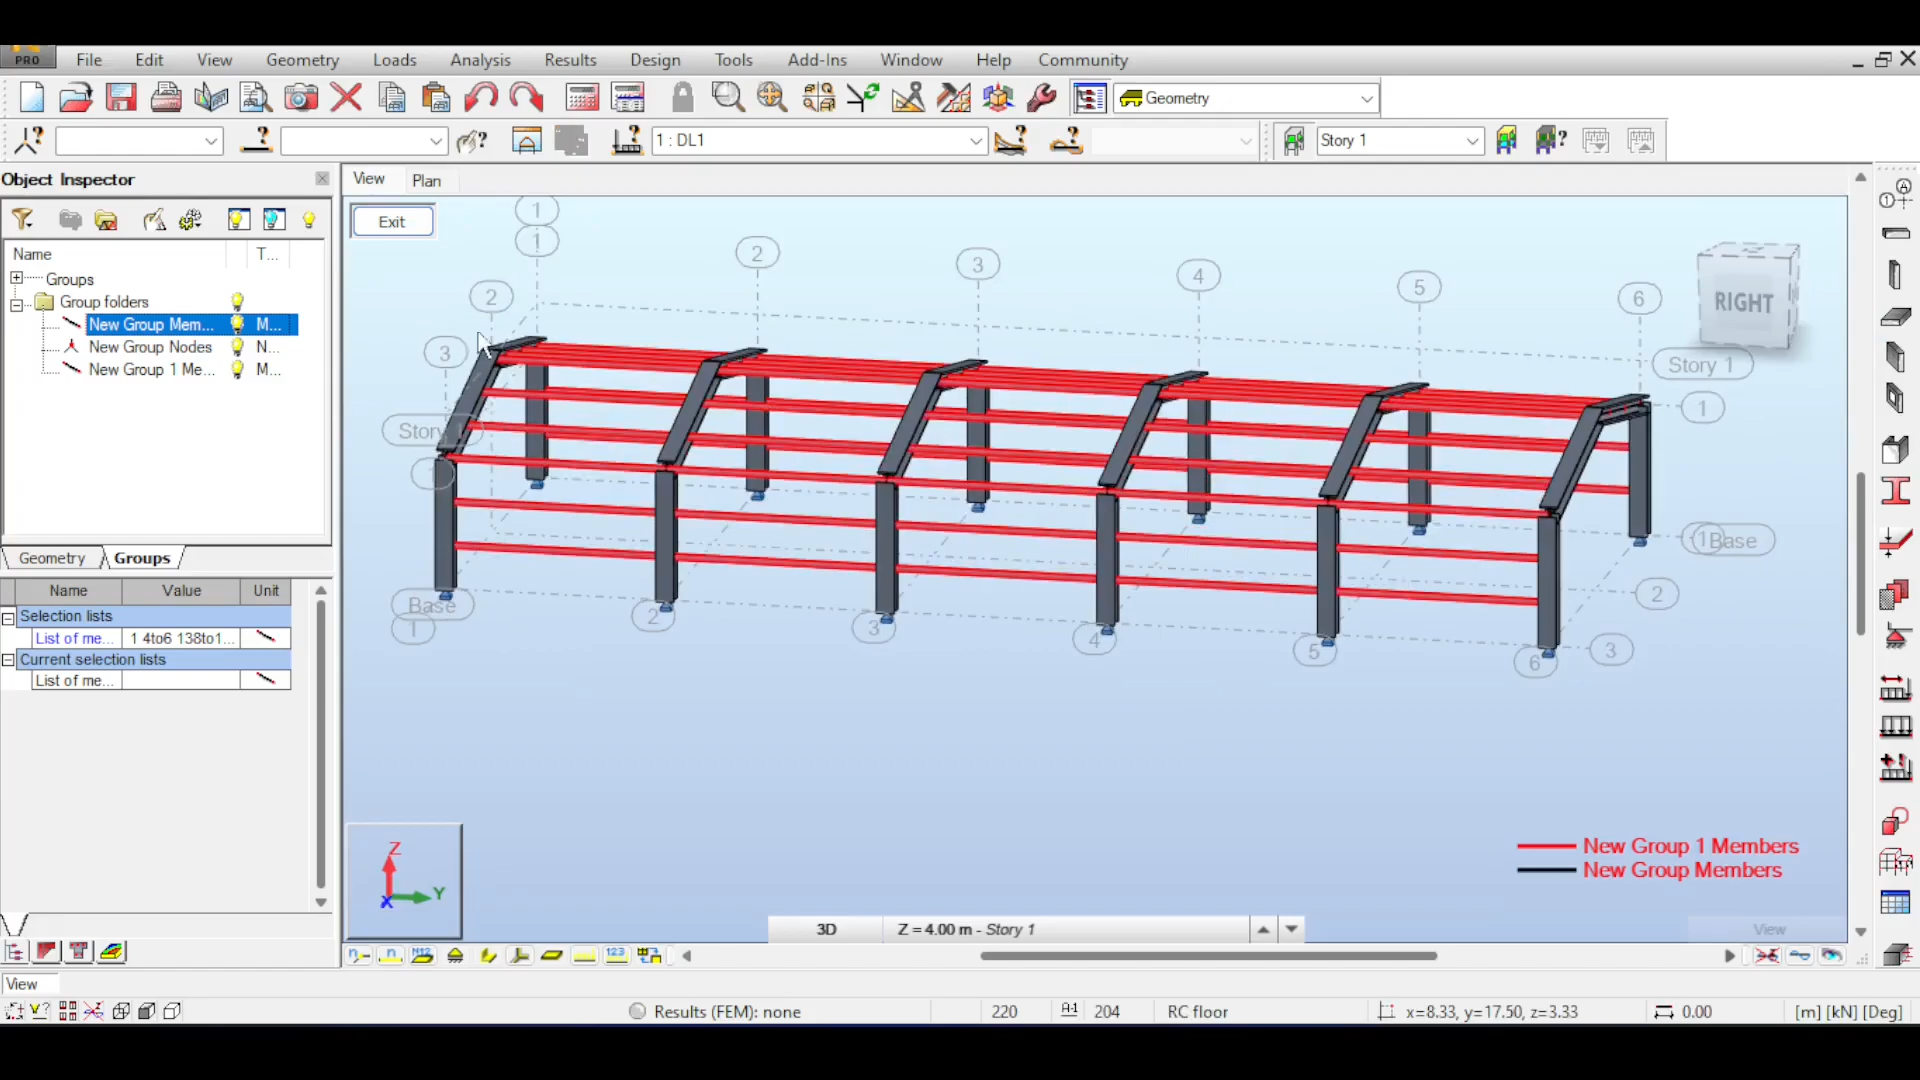 PRO File Edit View Geometry Loads Analysis Results Design Tools Add-Ins Window Help Community
Geometry
1 : DL1 Story 1
Object Inspector
View Plan
Exit
Name T...
Groups
Group folders
New Group Mem... M...
New Group Nodes N...
New Group 1 Me... M...
Geometry Groups
Name Value Unit
Selection lists
List of me... 1 4to6 138to1...
Current selection lists
List of me...
1
1
2
3
4
5
6
2
3
RIGHT
Story 1
1
Story
1
1
Base
2
Base
1
2
3
4
5
6
3
New Group 1 Members
New Group Members
Z
Y
X
3D Z = 4.00 m - Story 1
View
View
Results (FEM): none 220 204 RC floor x=8.33, y=17.50, z=3.33 0.00 [m] [kN] [Deg]